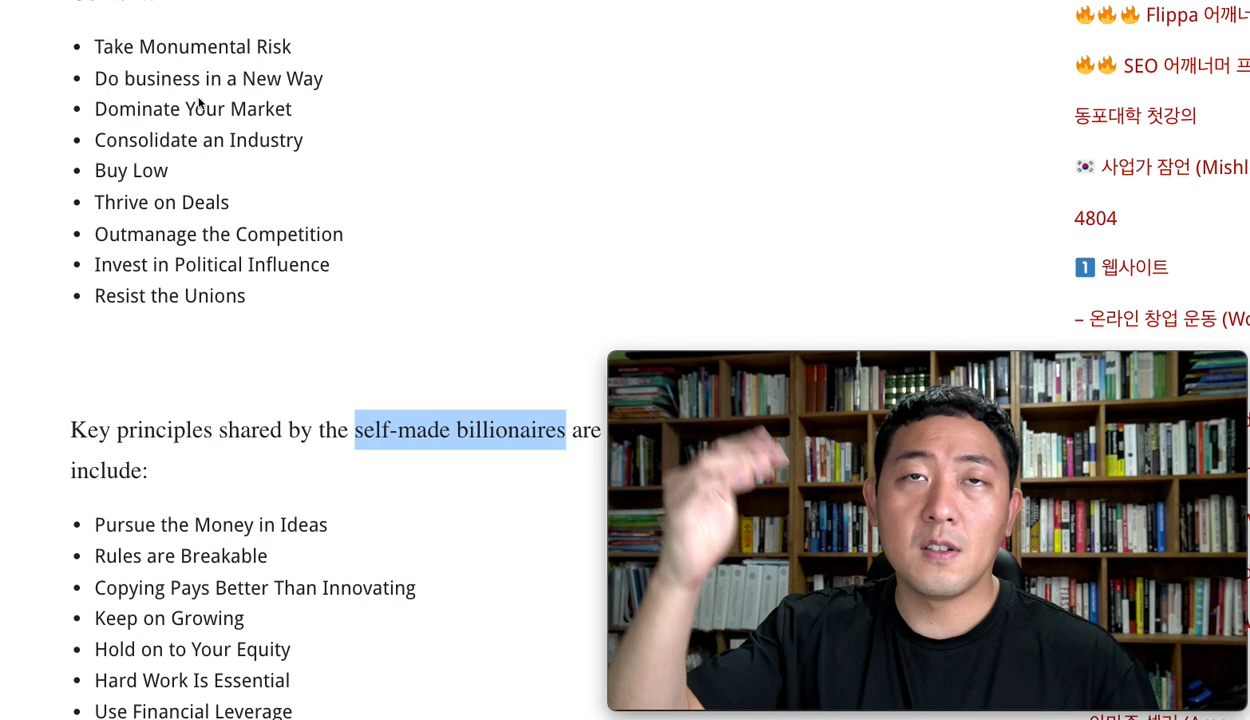 Take Monumental Risk
Do business in a New Way
Dominate Your Market
Consolidate an Industry
Buy Low
Thrive on Deals
Outmanage the Competition
Invest in Political Influence
Resist the Unions
Key principles shared by the self-made billionaires are
include:
Pursue the Money in Ideas
Rules are Breakable
Copying Pays Better Than Innovating
Keep on Growing
Hold on to Your Equity
Hard Work Is Essential
Use Financial Leverage
🔥🔥🔥 Flippa 어깨너
🔥🔥 SEO 어깨너머 프
동포대학 첫강의
🇰🇷 사업가 잠언 (Mishl
4804
1️⃣ 웹사이트
– 온라인 창업 운동 (Wo